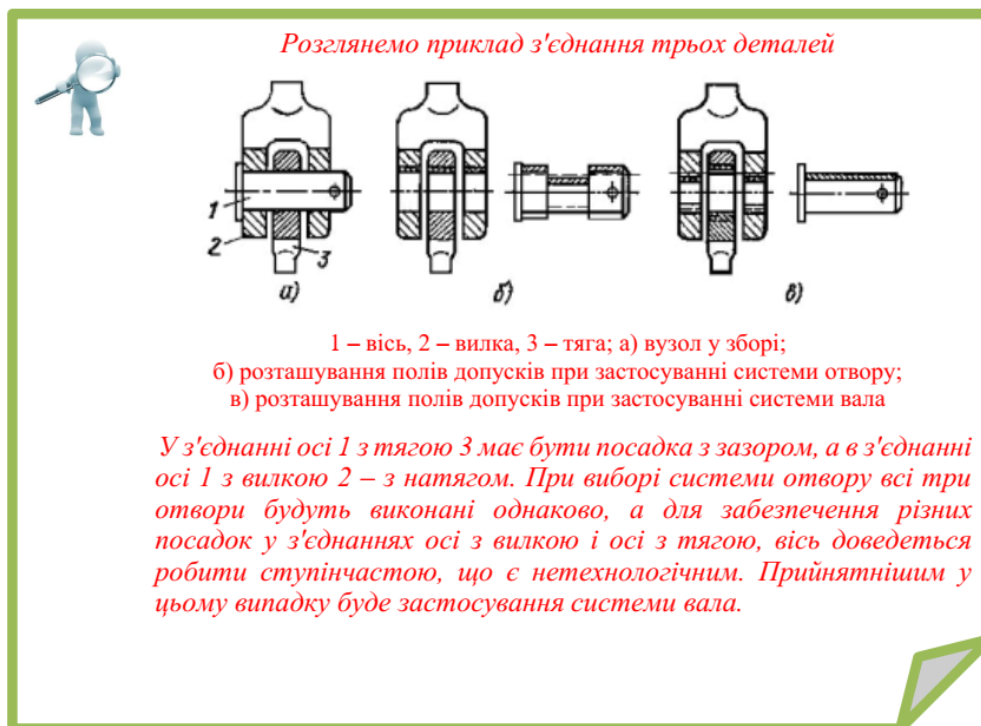 Розглянемо приклад з'єднання трьох деталей
1
2
3
а)
б)
в)
1 – вісь, 2 – вилка, 3 – тяга; а) вузол у зборі;
б) розташування полів допусків при застосуванні системи отвору;
в) розташування полів допусків при застосуванні системи вала
У з'єднанні осі 1 з тягою 3 має бути посадка з зазором, а в з'єднанні
осі 1 з вилкою 2 – з натягом. При виборі системи отвору всі три
отвори будуть виконані однаково, а для забезпечення різних
посадок у з'єднаннях осі з вилкою і осі з тягою, вісь доведеться
робити ступінчастою, що є нетехнологічним. Прийнятнішим у
цьому випадку буде застосування системи вала.